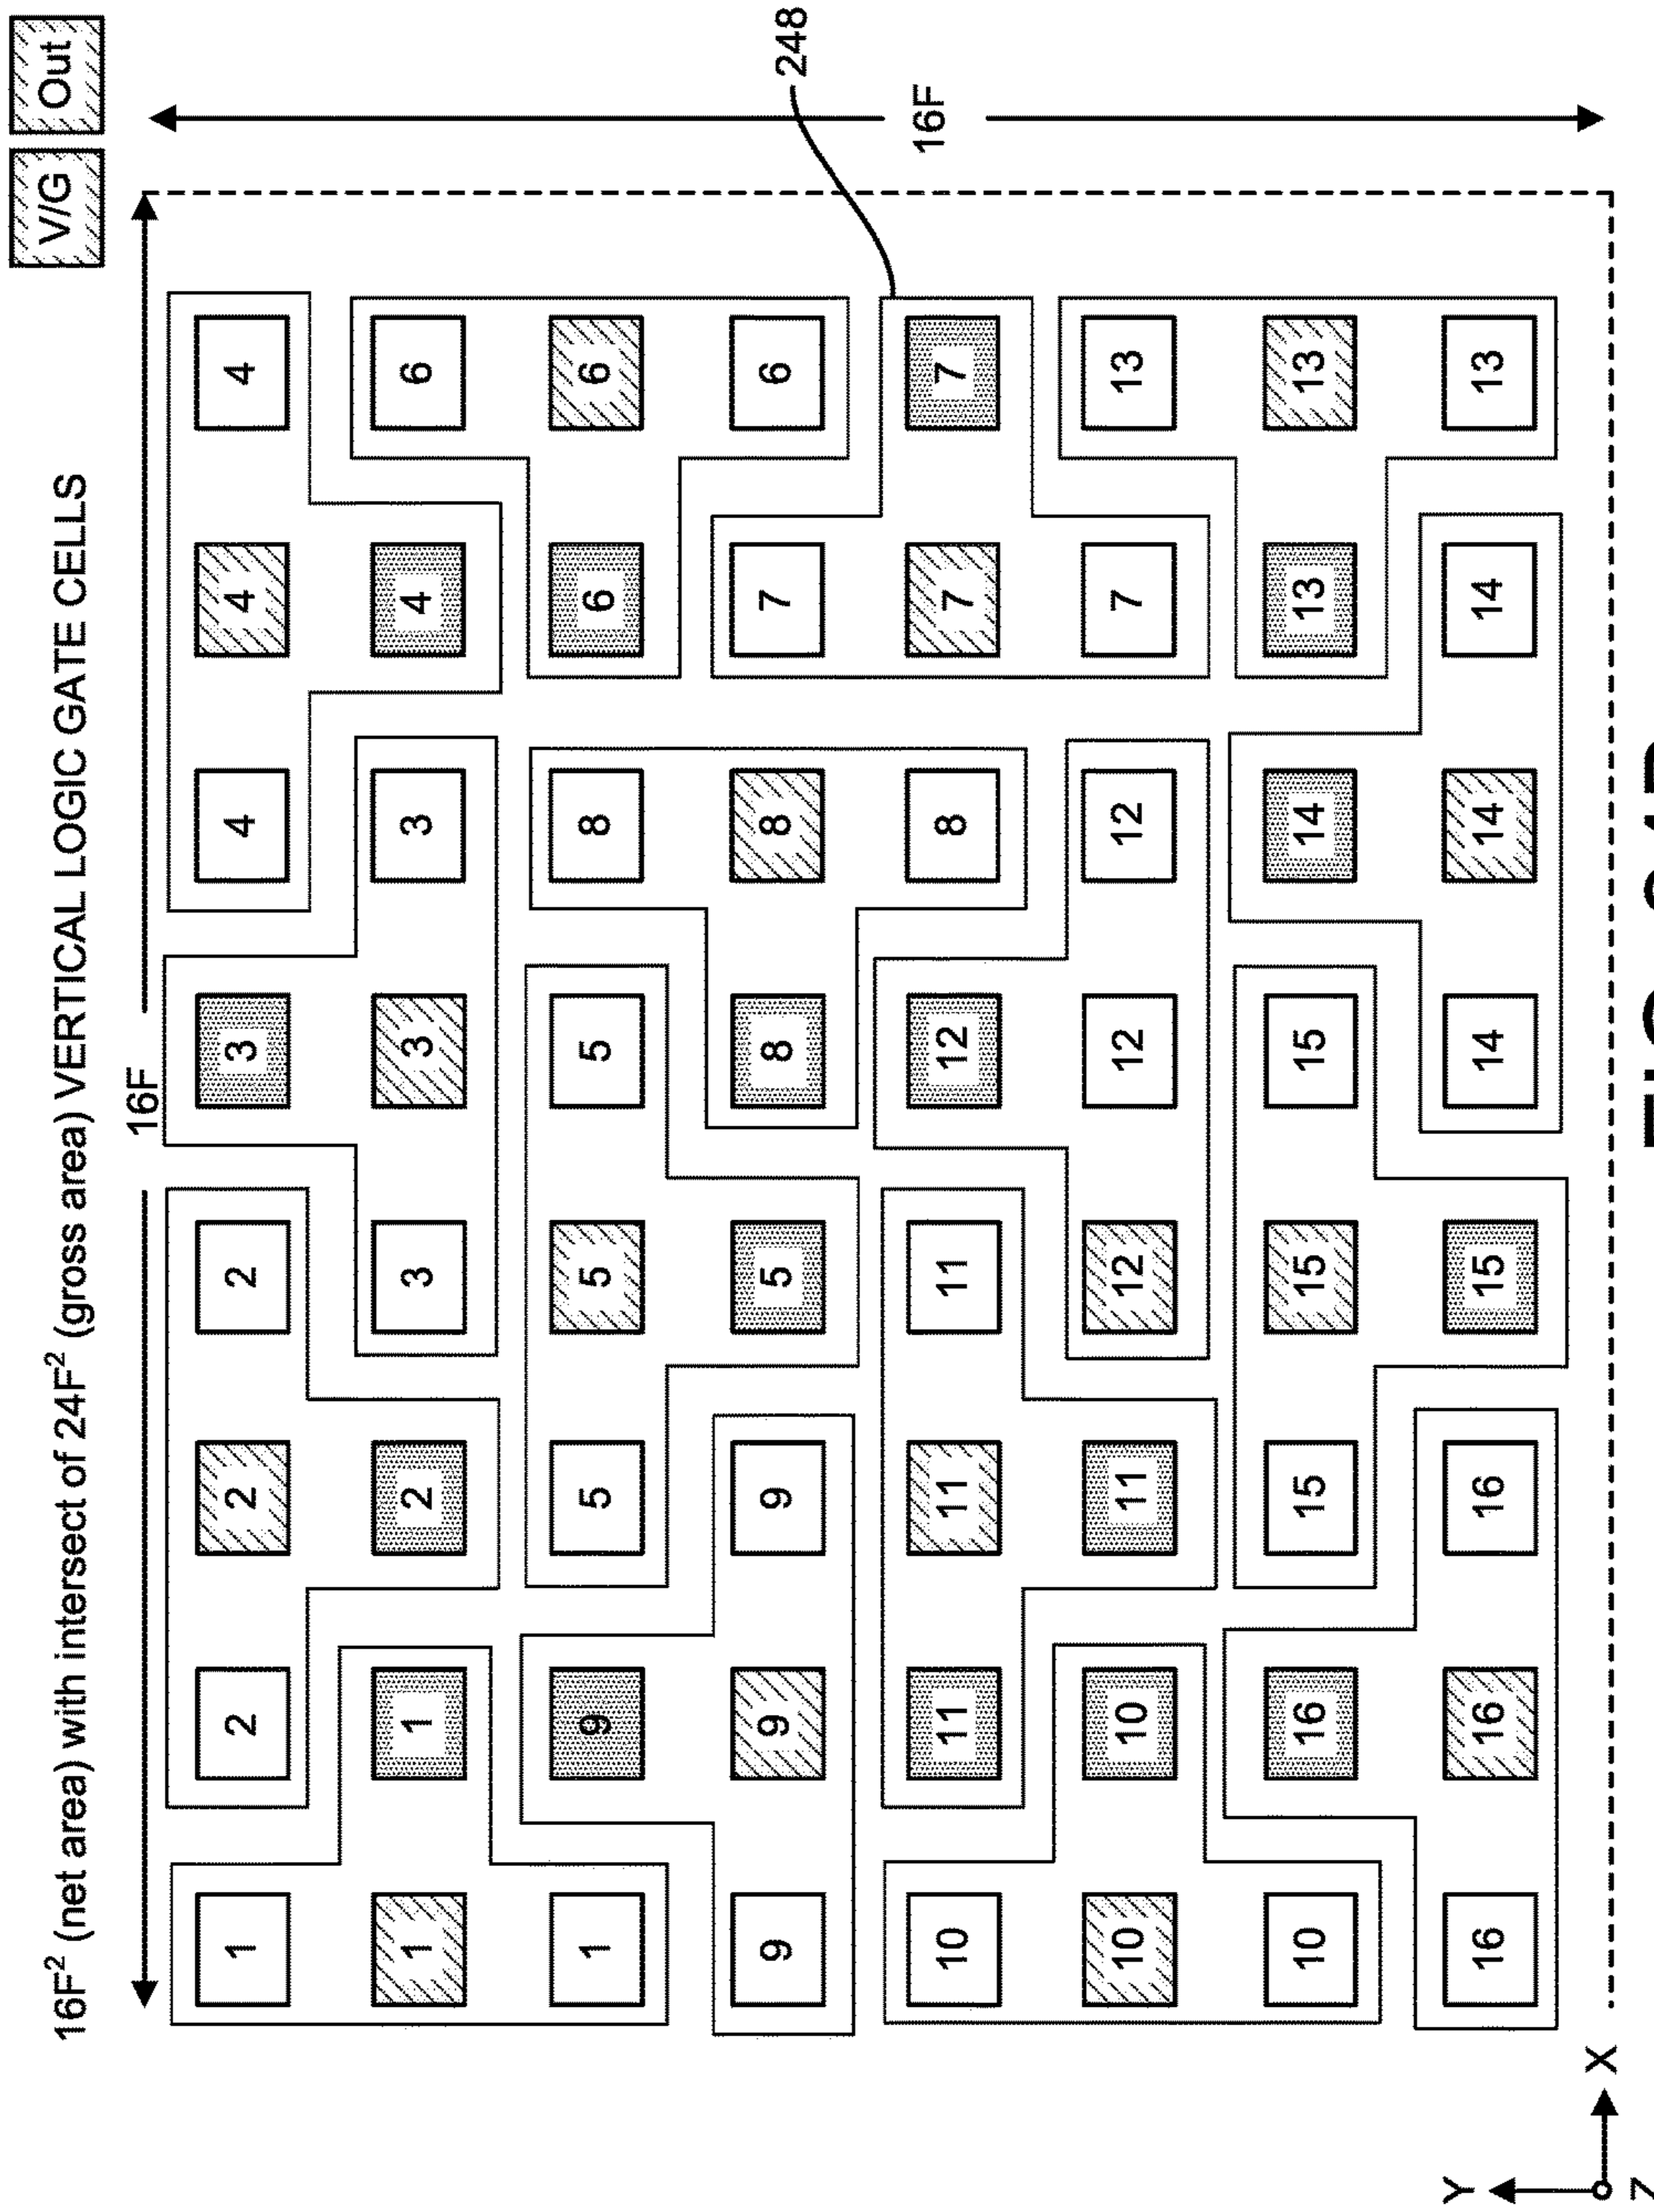 16F² (net area) with intersect of 24F² (gross area) VERTICAL LOGIC GATE CELLS
V/G Out
16F
1 2 2 2 3 4 4 4
1 1 2 3 3 3 4 6
1 9 5 5 5 8 6 6
9 9 9 5 8 8 7 6
248
16F
10 11 11 11 12 8 7 7
10 10 11 12 12 12 7 13
10 16 15 15 15 14 13 13
16 16 16 15 14 14 14 13
Y
X
Z